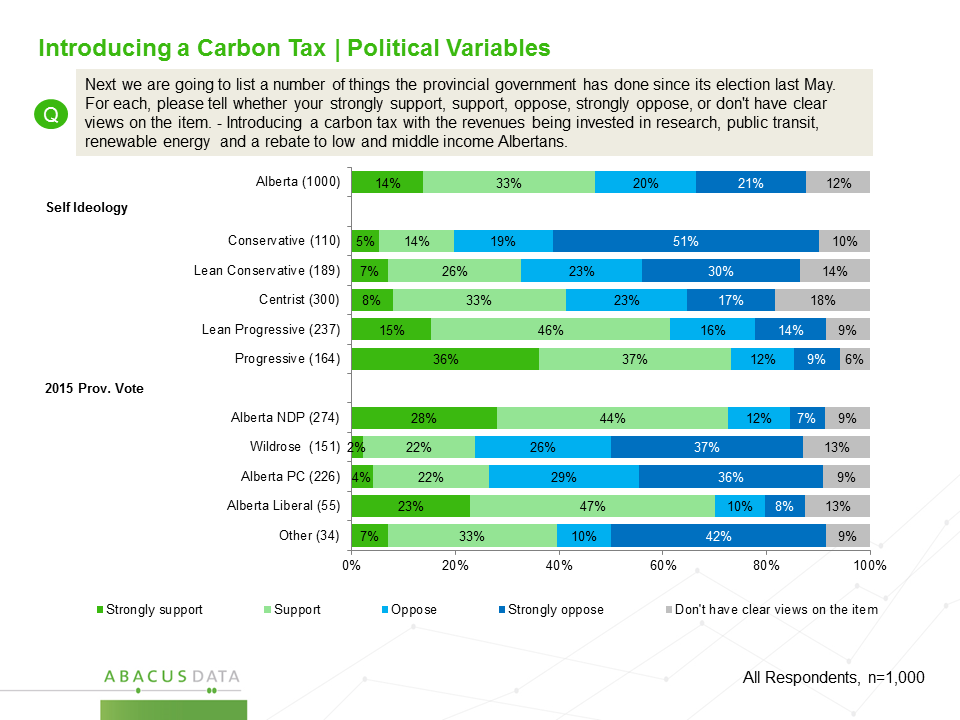 Introducing a Carbon Tax | Political Variables
Q
Next we are going to list a number of things the provincial government has done since its election last May.
For each, please tell whether your strongly support, support, oppose, strongly oppose, or don't have clear
views on the item. - Introducing a carbon tax with the revenues being invested in research, public transit,
renewable energy and a rebate to low and middle income Albertans.
Alberta (1000) 14% 33% 20% 21% 12%
Self Ideology
Conservative (110) 5% 14% 19% 51% 10%
Lean Conservative (189) 7% 26% 23% 30% 14%
Centrist (300) 8% 33% 23% 17% 18%
Lean Progressive (237) 15% 46% 16% 14% 9%
Progressive (164) 36% 37% 12% 9% 6%
2015 Prov. Vote
Alberta NDP (274) 28% 44% 12% 7% 9%
Wildrose (151) 2% 22% 26% 37% 13%
Alberta PC (226) 4% 22% 29% 36% 9%
Alberta Liberal (55) 23% 47% 10% 8% 13%
Other (34) 7% 33% 10% 42% 9%
0% 20% 40% 60% 80% 100%
Strongly support Support Oppose Strongly oppose Don't have clear views on the item
ABACUS DATA
All Respondents, n=1,000